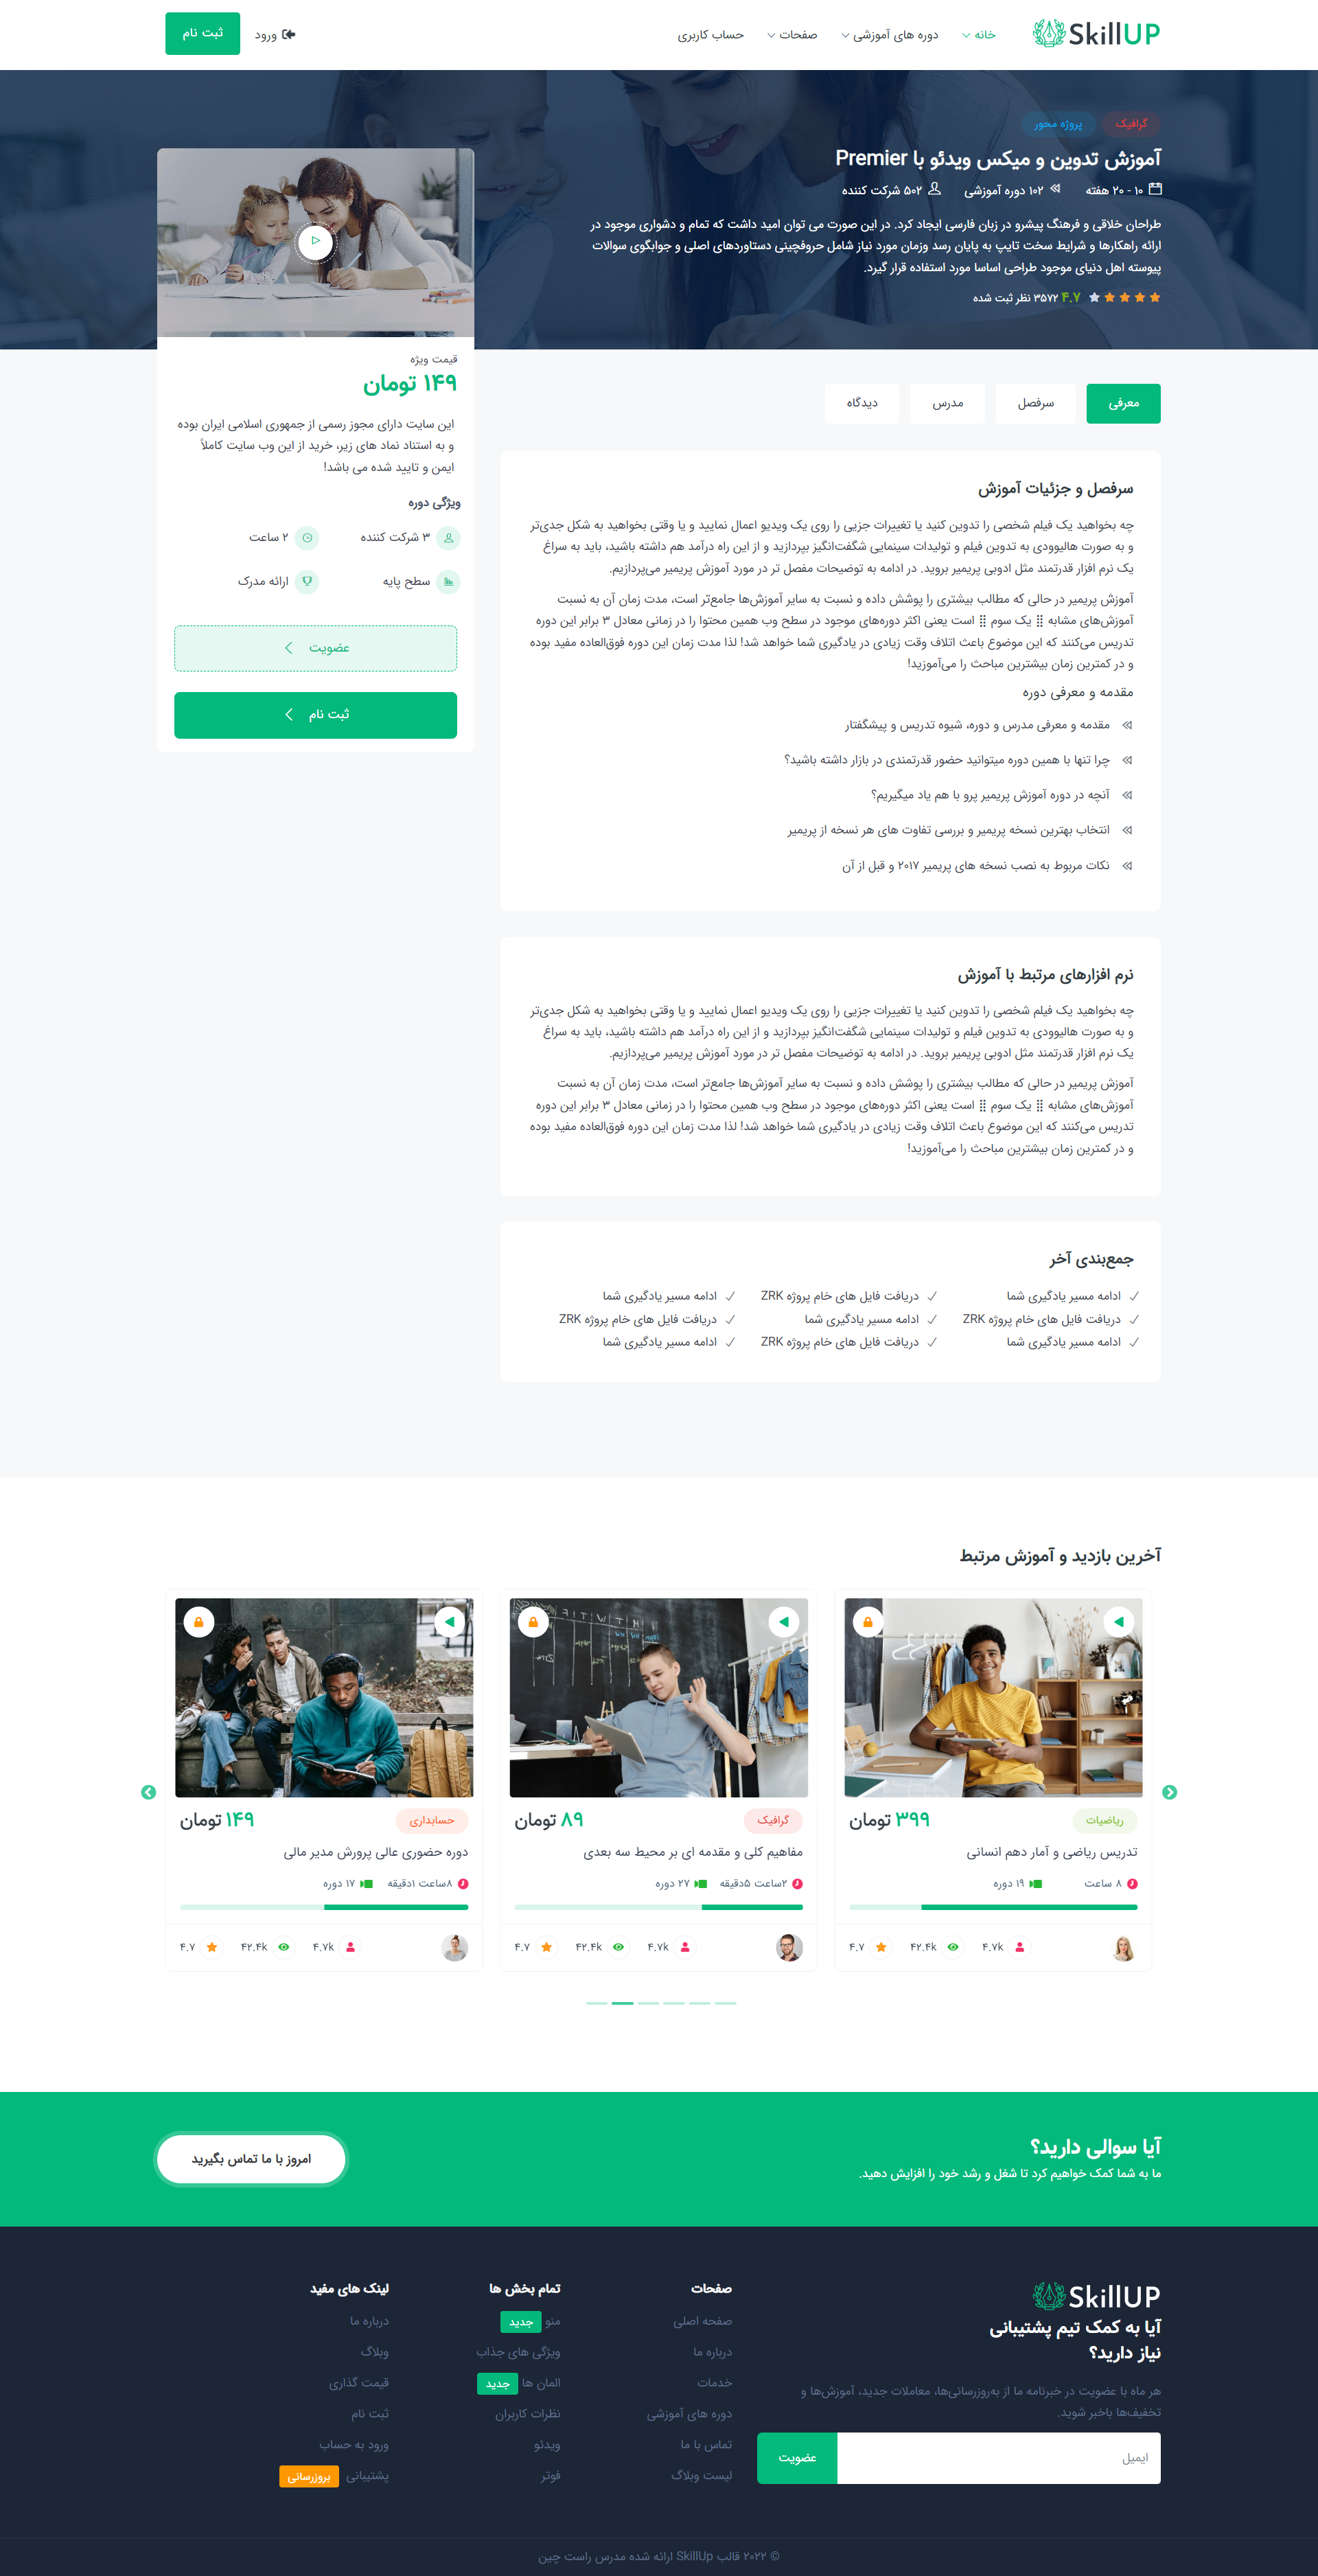 SkillUP
خانه
دوره های آموزشی
صفحات
حساب کاربری
ورود
ثبت نام
گرافیک
پروژه محور
آموزش تدوین و میکس ویدئو با Premier
۱۰ - ۲۰ هفته
۱۰۲ دوره آموزشی
۵۰۲ شرکت کننده
طراحان خلاقی و فرهنگ پیشرو در زبان فارسی ایجاد کرد. در این صورت می توان امید داشت که تمام و دشواری موجود در
ارائه راهکارها و شرایط سخت تایپ به پایان رسد وزمان مورد نیاز شامل حروفچینی دستاوردهای اصلی و جوابگوی سوالات
پیوسته اهل دنیای موجود طراحی اساسا مورد استفاده قرار گیرد.
۴.۷ ۳۵۷۲ نظر ثبت شده
قیمت ویژه
۱۴۹ تومان
این سایت دارای مجوز رسمی از جمهوری اسلامی ایران بوده
و به استناد نماد های زیر، خرید از این وب سایت کاملاً
ایمن و تایید شده می باشد!
ویژگی دوره
۳ شرکت کننده
۲ ساعت
سطح پایه
ارائه مدرک
عضویت
ثبت نام
معرفی
سرفصل
مدرس
دیدگاه
سرفصل و جزئیات آموزش
چه بخواهید یک فیلم شخصی را تدوین کنید یا تغییرات جزیی را روی یک ویدیو اعمال نمایید و یا وقتی بخواهید به شکل جدی‌تر
و به صورت هالیوودی به تدوین فیلم و تولیدات سینمایی شگفت‌انگیز بپردازید و از این راه درآمد هم داشته باشید، باید به سراغ
یک نرم افزار قدرتمند مثل ادوبی پریمیر بروید. در ادامه به توضیحات مفصل تر در مورد آموزش پریمیر می‌پردازیم.
آموزش پریمیر در حالی که مطالب بیشتری را پوشش داده و نسبت به سایر آموزش‌ها جامع‌تر است، مدت زمان آن به نسبت
آموزش‌های مشابه ⣿ یک سوم ⣿ است یعنی اکثر دوره‌های موجود در سطح وب همین محتوا را در زمانی معادل ۳ برابر این دوره
تدریس می‌کنند که این موضوع باعث اتلاف وقت زیادی در یادگیری شما خواهد شد! لذا مدت زمان این دوره فوق‌العاده مفید بوده
و در کمترین زمان بیشترین مباحث را می‌آموزید!
مقدمه و معرفی دوره
مقدمه و معرفی مدرس و دوره، شیوه تدریس و پیشگفتار
چرا تنها با همین دوره میتوانید حضور قدرتمندی در بازار داشته باشید؟
آنچه در دوره آموزش پریمیر پرو با هم یاد میگیریم؟
انتخاب بهترین نسخه پریمیر و بررسی تفاوت های هر نسخه از پریمیر
نکات مربوط به نصب نسخه های پریمیر ۲۰۱۷ و قبل از آن
نرم افزارهای مرتبط با آموزش
چه بخواهید یک فیلم شخصی را تدوین کنید یا تغییرات جزیی را روی یک ویدیو اعمال نمایید و یا وقتی بخواهید به شکل جدی‌تر
و به صورت هالیوودی به تدوین فیلم و تولیدات سینمایی شگفت‌انگیز بپردازید و از این راه درآمد هم داشته باشید، باید به سراغ
یک نرم افزار قدرتمند مثل ادوبی پریمیر بروید. در ادامه به توضیحات مفصل تر در مورد آموزش پریمیر می‌پردازیم.
آموزش پریمیر در حالی که مطالب بیشتری را پوشش داده و نسبت به سایر آموزش‌ها جامع‌تر است، مدت زمان آن به نسبت
آموزش‌های مشابه ⣿ یک سوم ⣿ است یعنی اکثر دوره‌های موجود در سطح وب همین محتوا را در زمانی معادل ۳ برابر این دوره
تدریس می‌کنند که این موضوع باعث اتلاف وقت زیادی در یادگیری شما خواهد شد! لذا مدت زمان این دوره فوق‌العاده مفید بوده
و در کمترین زمان بیشترین مباحث را می‌آموزید!
جمع‌بندی آخر
ادامه مسیر یادگیری شما
دریافت فایل های خام پروژه ZRK
ادامه مسیر یادگیری شما
دریافت فایل های خام پروژه ZRK
ادامه مسیر یادگیری شما
دریافت فایل های خام پروژه ZRK
ادامه مسیر یادگیری شما
دریافت فایل های خام پروژه ZRK
ادامه مسیر یادگیری شما
آخرین بازدید و آموزش مرتبط
ریاضیات
۳۹۹ تومان
تدریس ریاضی و آمار دهم انسانی
۸ ساعت
۱۹ دوره
۴.۷k
۴۲.۴k
۴.۷
گرافیک
۸۹ تومان
مفاهیم کلی و مقدمه ای بر محیط سه بعدی
۲ساعت ۵دقیقه
۲۷ دوره
۴.۷k
۴۲.۴k
۴.۷
حسابداری
۱۴۹ تومان
دوره حضوری عالی پرورش مدیر مالی
۸ساعت ۱دقیقه
۱۷ دوره
۴.۷k
۴۲.۴k
۴.۷
آیا سوالی دارید؟
ما به شما کمک خواهیم کرد تا شغل و رشد خود را افزایش دهید.
امروز با ما تماس بگیرید
SkillUP
آیا به کمک تیم پشتیبانی
نیاز دارید؟
هر ماه با عضویت در خبرنامه ما از به‌روزرسانی‌ها، معاملات جدید، آموزش‌ها و
تخفیف‌ها باخبر شوید.
ایمیل
عضویت
صفحات
صفحه اصلی
درباره ما
خدمات
دوره های آموزشی
تماس با ما
لیست وبلاگ
تمام بخش ها
منو جدید
ویژگی های جذاب
المان ها جدید
نظرات کاربران
ویدئو
فوتر
لینک های مفید
درباره ما
وبلاگ
قیمت گذاری
ثبت نام
ورود به حساب
پشتیبانی بروزرسانی
© ۲۰۲۲ قالب SkillUp ارائه شده مدرس راست چین